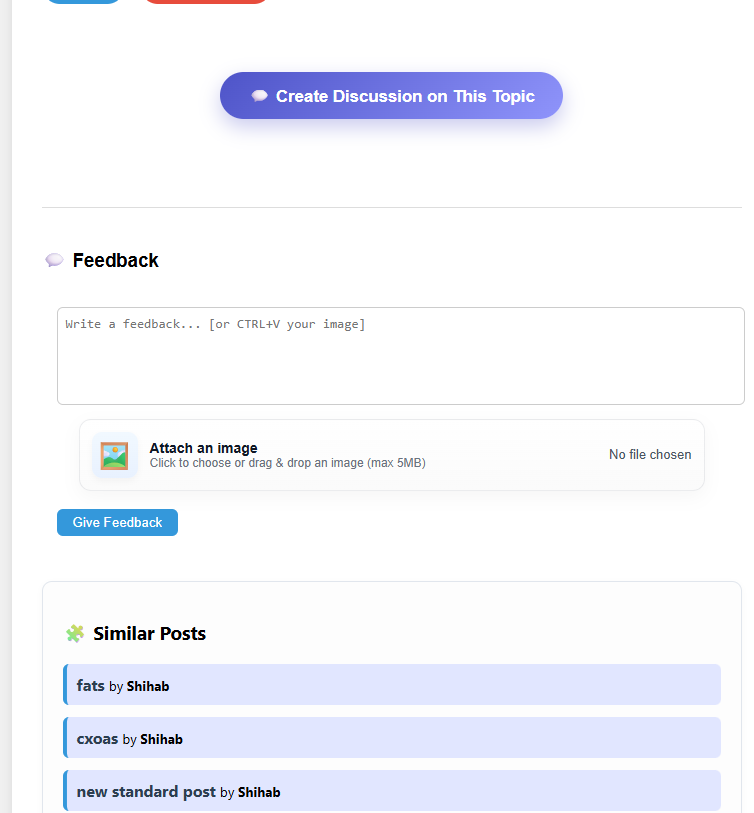 Create Discussion on This Topic
Feedback
Write a feedback... [or CTRL+V your image]
Attach an image
Click to choose or drag & drop an image (max 5MB)
No file chosen
Give Feedback
Similar Posts
fats by Shihab
cxoas by Shihab
new standard post by Shihab